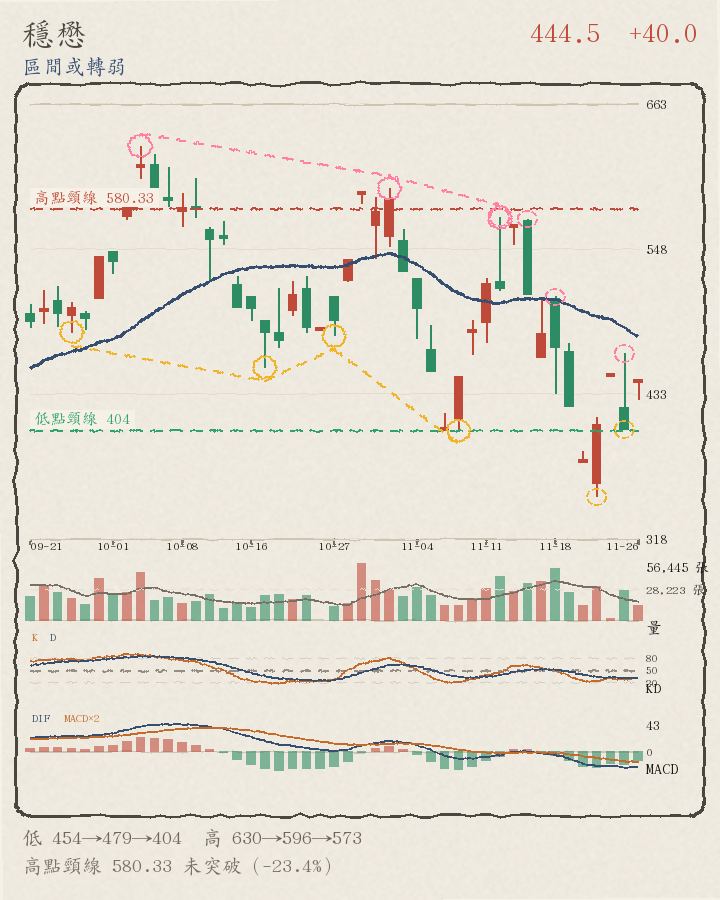 穩懋
444.5 +40.0
區間或轉弱
663
高點頸線 580.33
548
433
低點頸線 404
318
09-21 10-01 10-08 10-16 10-27 11-04 11-11 11-18 11-26
56,445 張
28,223 張
量
K D
80
50
20
KD
DIF MACD×2
43
0
MACD
低 454→479→404 高 630→596→573
高點頸線 580.33 未突破 (-23.4%)